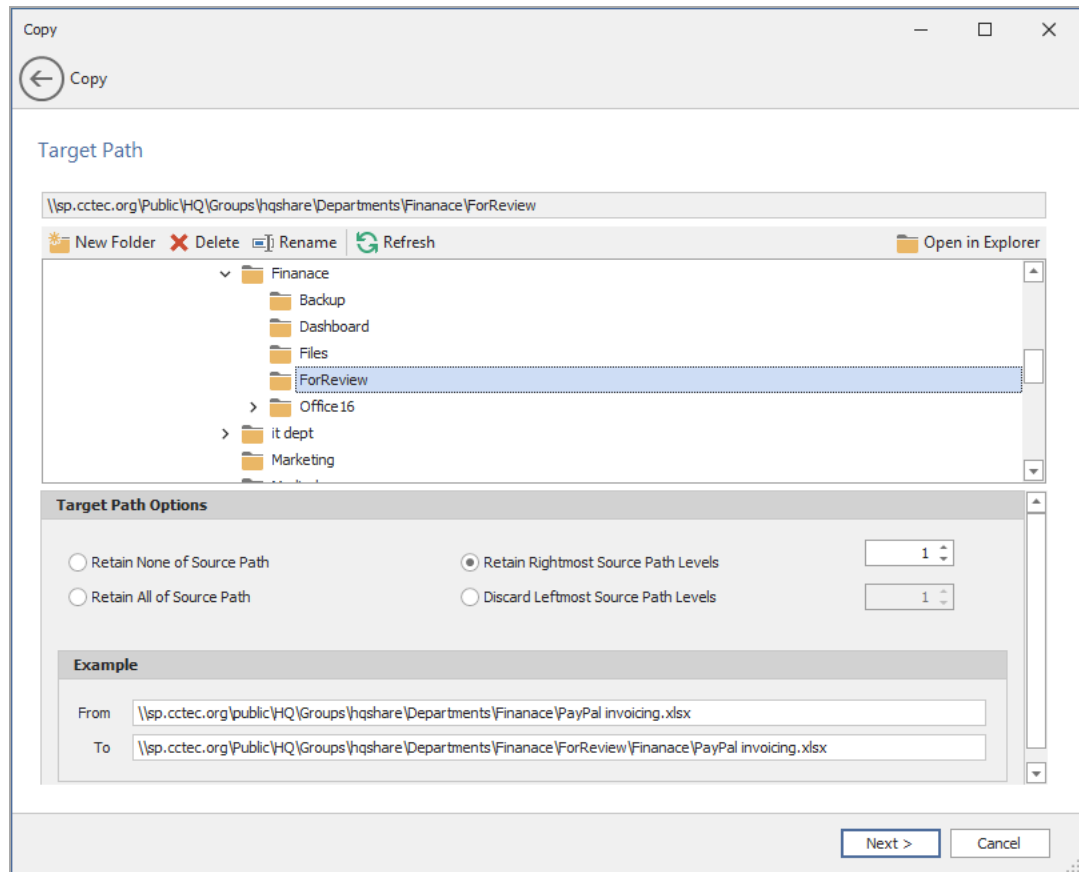 Copy
Copy
Target Path
\\sp.cctec.org\Public\HQ\Groups\hqshare\Departments\Finanace\ForReview
New Folder Delete Rename Refresh Open in Explorer
Finanace
Backup
Dashboard
Files
ForReview
Office16
it dept
Marketing
Target Path Options
Retain None of Source Path Retain Rightmost Source Path Levels 1
Retain All of Source Path Discard Leftmost Source Path Levels 1
Example
From \\sp.cctec.org\public\HQ\Groups\hqshare\Departments\Finanace\PayPal invoicing.xlsx
To \\sp.cctec.org\Public\HQ\Groups\hqshare\Departments\Finanace\ForReview\Finanace\PayPal invoicing.xlsx
Next > Cancel